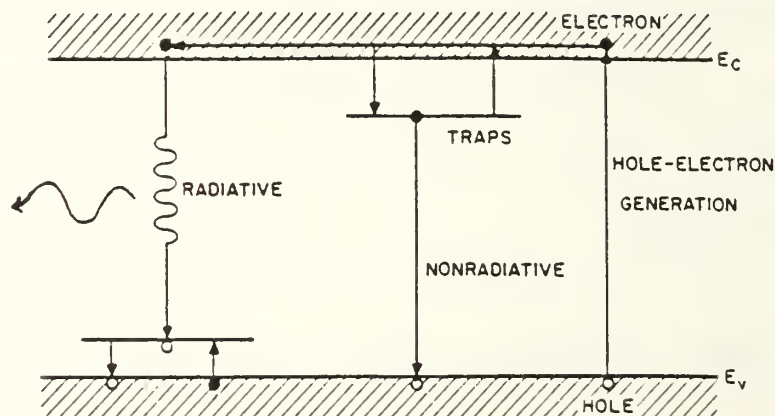 ELECTRON
E_C
TRAPS
HOLE-ELECTRON
GENERATION
RADIATIVE
NONRADIATIVE
E_V
HOLE